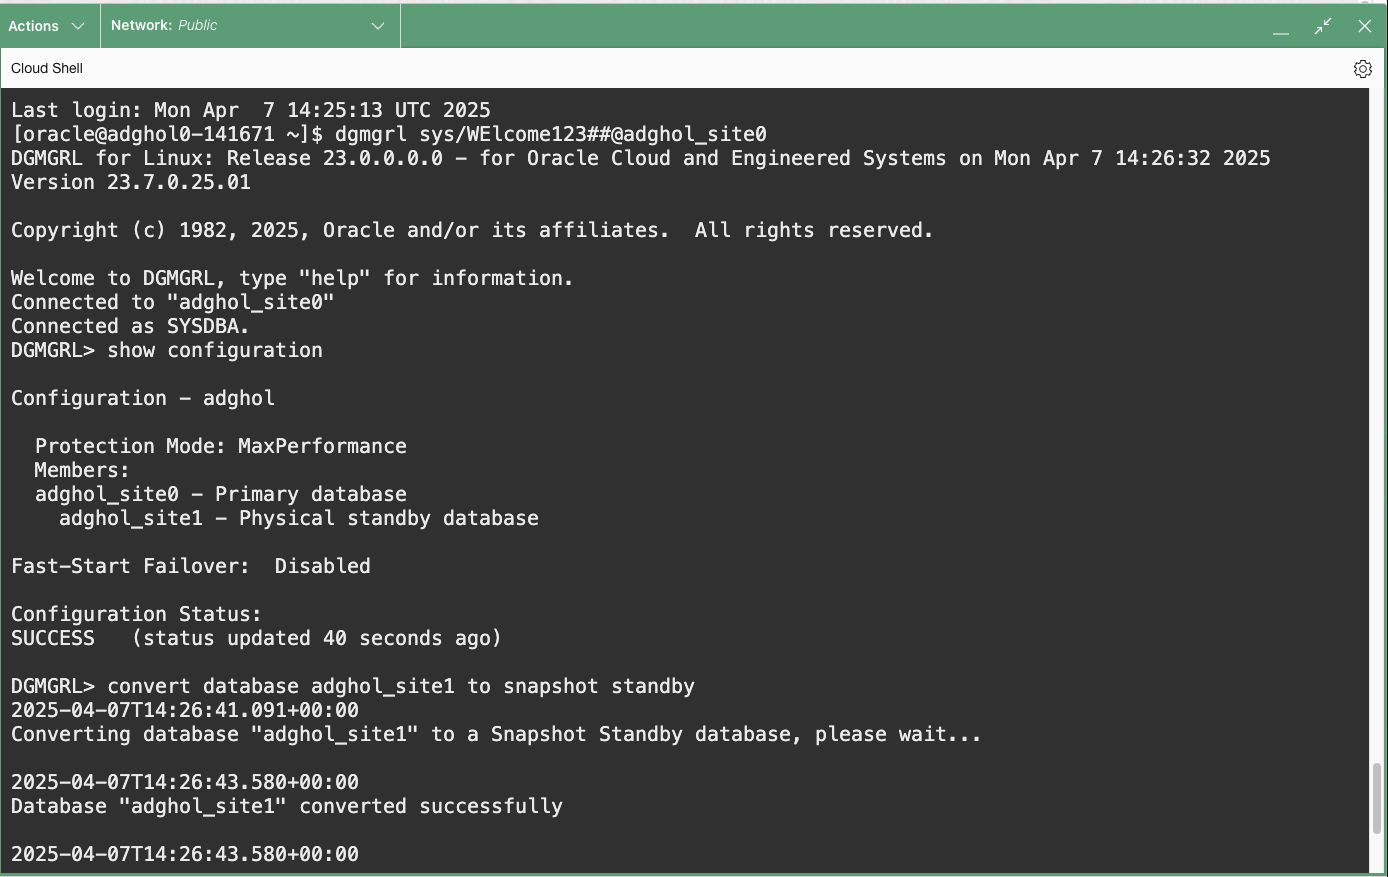 Actions
Network: Public
Cloud Shell
Last login: Mon Apr  7 14:25:13 UTC 2025
[oracle@adghol0-141671 ~]$ dgmgrl sys/WElcome123##@adghol_site0
DGMGRL for Linux: Release 23.0.0.0.0 - for Oracle Cloud and Engineered Systems on Mon Apr 7 14:26:32 2025
Version 23.7.0.25.01
Copyright (c) 1982, 2025, Oracle and/or its affiliates.  All rights reserved.
Welcome to DGMGRL, type "help" for information.
Connected to "adghol_site0"
Connected as SYSDBA.
DGMGRL> show configuration
Configuration - adghol
Protection Mode: MaxPerformance
Members:
adghol_site0 - Primary database
adghol_site1 - Physical standby database
Fast-Start Failover:  Disabled
Configuration Status:
SUCCESS   (status updated 40 seconds ago)
DGMGRL> convert database adghol_site1 to snapshot standby
2025-04-07T14:26:41.091+00:00
Converting database "adghol_site1" to a Snapshot Standby database, please wait...
2025-04-07T14:26:43.580+00:00
Database "adghol_site1" converted successfully
2025-04-07T14:26:43.580+00:00